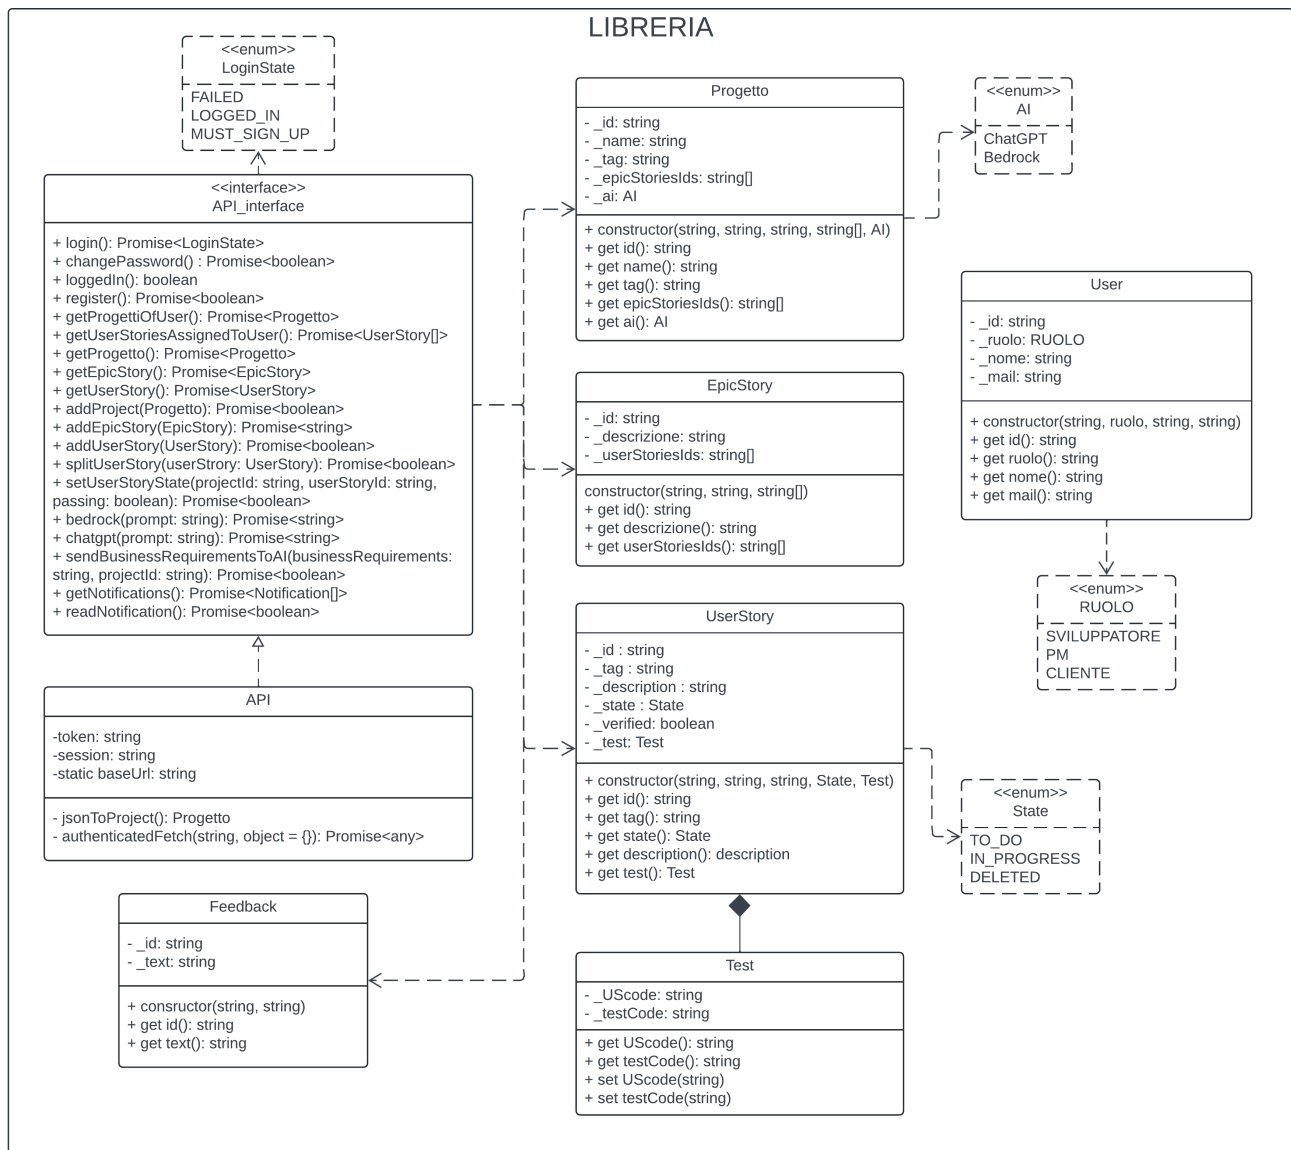 LIBRERIA
<<enum>>
LoginState
FAILED
LOGGED_IN
MUST_SIGN_UP
<<interface>>
API_interface
+ login(): Promise<LoginState>
+ changePassword() : Promise<boolean>
+ loggedIn(): boolean
+ register(): Promise<boolean>
+ getProgettiOfUser(): Promise<Progetto>
+ getUserStoriesAssignedToUser(): Promise<UserStory[]>
+ getProgetto(): Promise<Progetto>
+ getEpicStory(): Promise<EpicStory>
+ getUserStory(): Promise<UserStory>
+ addProject(Progetto): Promise<boolean>
+ addEpicStory(EpicStory): Promise<string>
+ addUserStory(UserStory): Promise<boolean>
+ splitUserStory(userStrory: UserStory): Promise<boolean>
+ setUserStoryState(projectId: string, userStoryId: string,
passing: boolean): Promise<boolean>
+ bedrock(prompt: string): Promise<string>
+ chatgpt(prompt: string): Promise<string>
+ sendBusinessRequirementsToAI(businessRequirements:
string, projectId: string): Promise<boolean>
+ getNotifications(): Promise<Notification[]>
+ readNotification(): Promise<boolean>
API
-token: string
-session: string
-static baseUrl: string
- jsonToProject(): Progetto
- authenticatedFetch(string, object = {}): Promise<any>
Feedback
- _id: string
- _text: string
+ consructor(string, string)
+ get id(): string
+ get text(): string
Progetto
- _id: string
- _name: string
- _tag: string
- _epicStoriesIds: string[]
- _ai: AI
+ constructor(string, string, string, string[], AI)
+ get id(): string
+ get name(): string
+ get tag(): string
+ get epicStoriesIds(): string[]
+ get ai(): AI
EpicStory
- _id: string
- _descrizione: string
- _userStoriesIds: string[]
constructor(string, string, string[])
+ get id(): string
+ get descrizione(): string
+ get userStoriesIds(): string[]
UserStory
- _id : string
- _tag : string
- _description : string
- _state : State
- _verified: boolean
- _test: Test
+ constructor(string, string, string, State, Test)
+ get id(): string
+ get tag(): string
+ get state(): State
+ get description(): description
+ get test(): Test
Test
- _UScode: string
- _testCode: string
+ get UScode(): string
+ get testCode(): string
+ set UScode(string)
+ set testCode(string)
<<enum>>
AI
ChatGPT
Bedrock
User
- _id: string
- _ruolo: RUOLO
- _nome: string
- _mail: string
+ constructor(string, ruolo, string, string)
+ get id(): string
+ get ruolo(): string
+ get nome(): string
+ get mail(): string
<<enum>>
RUOLO
SVILUPPATORE
PM
CLIENTE
<<enum>>
State
TO_DO
IN_PROGRESS
DELETED